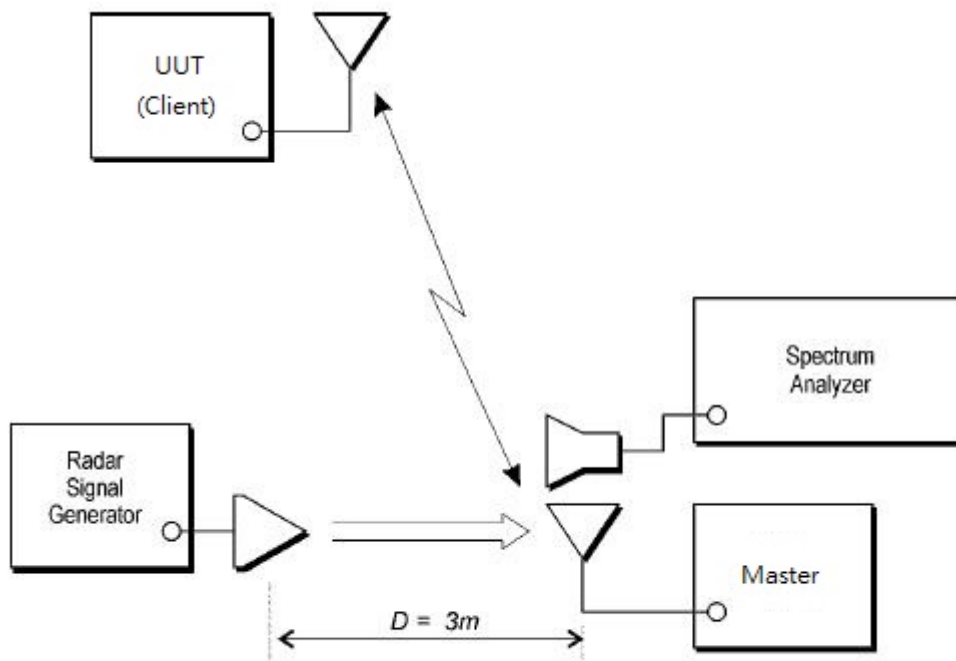 UUT
(Client)
Spectrum
Analyzer
Radar
Signal
Generator
Master
D = 3m